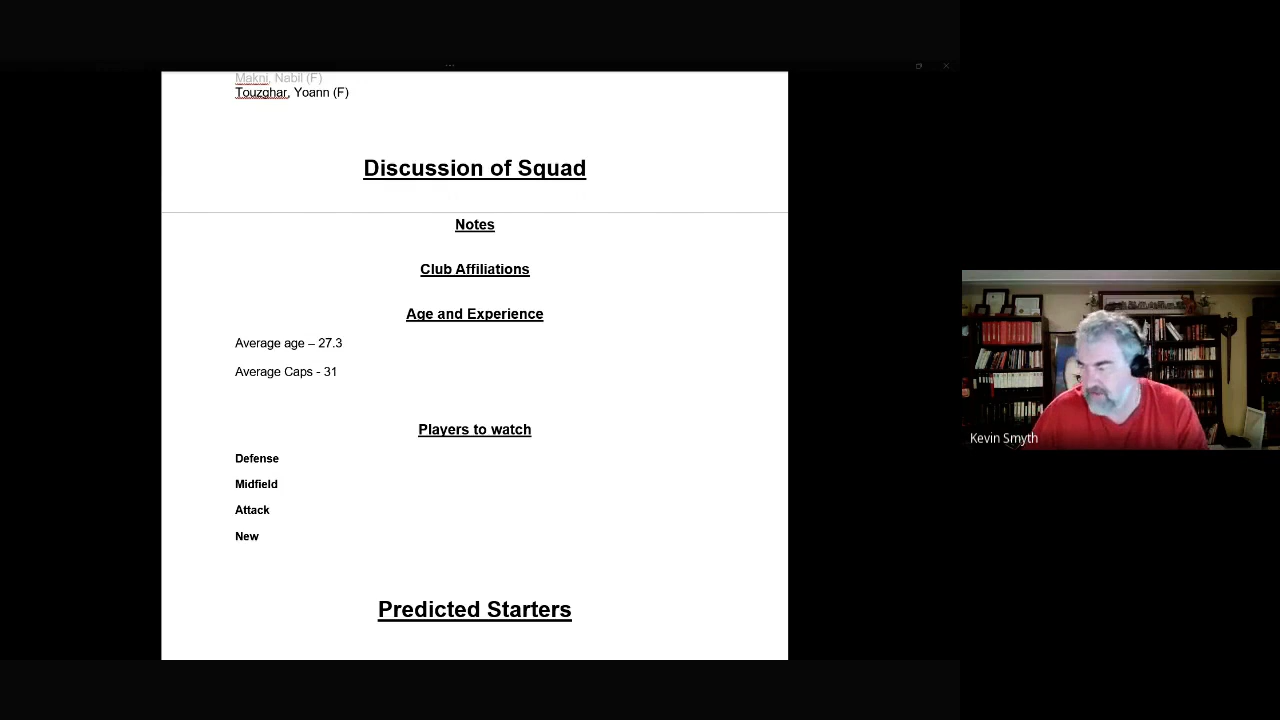 Makni, Nabil (F)
Touzghar, Yoann (F)
Discussion of Squad
Notes
Club Affiliations
Age and Experience
Average age – 27.3
Average Caps - 31
Players to watch
Defense
Midfield
Attack
New
Predicted Starters
Kevin Smyth